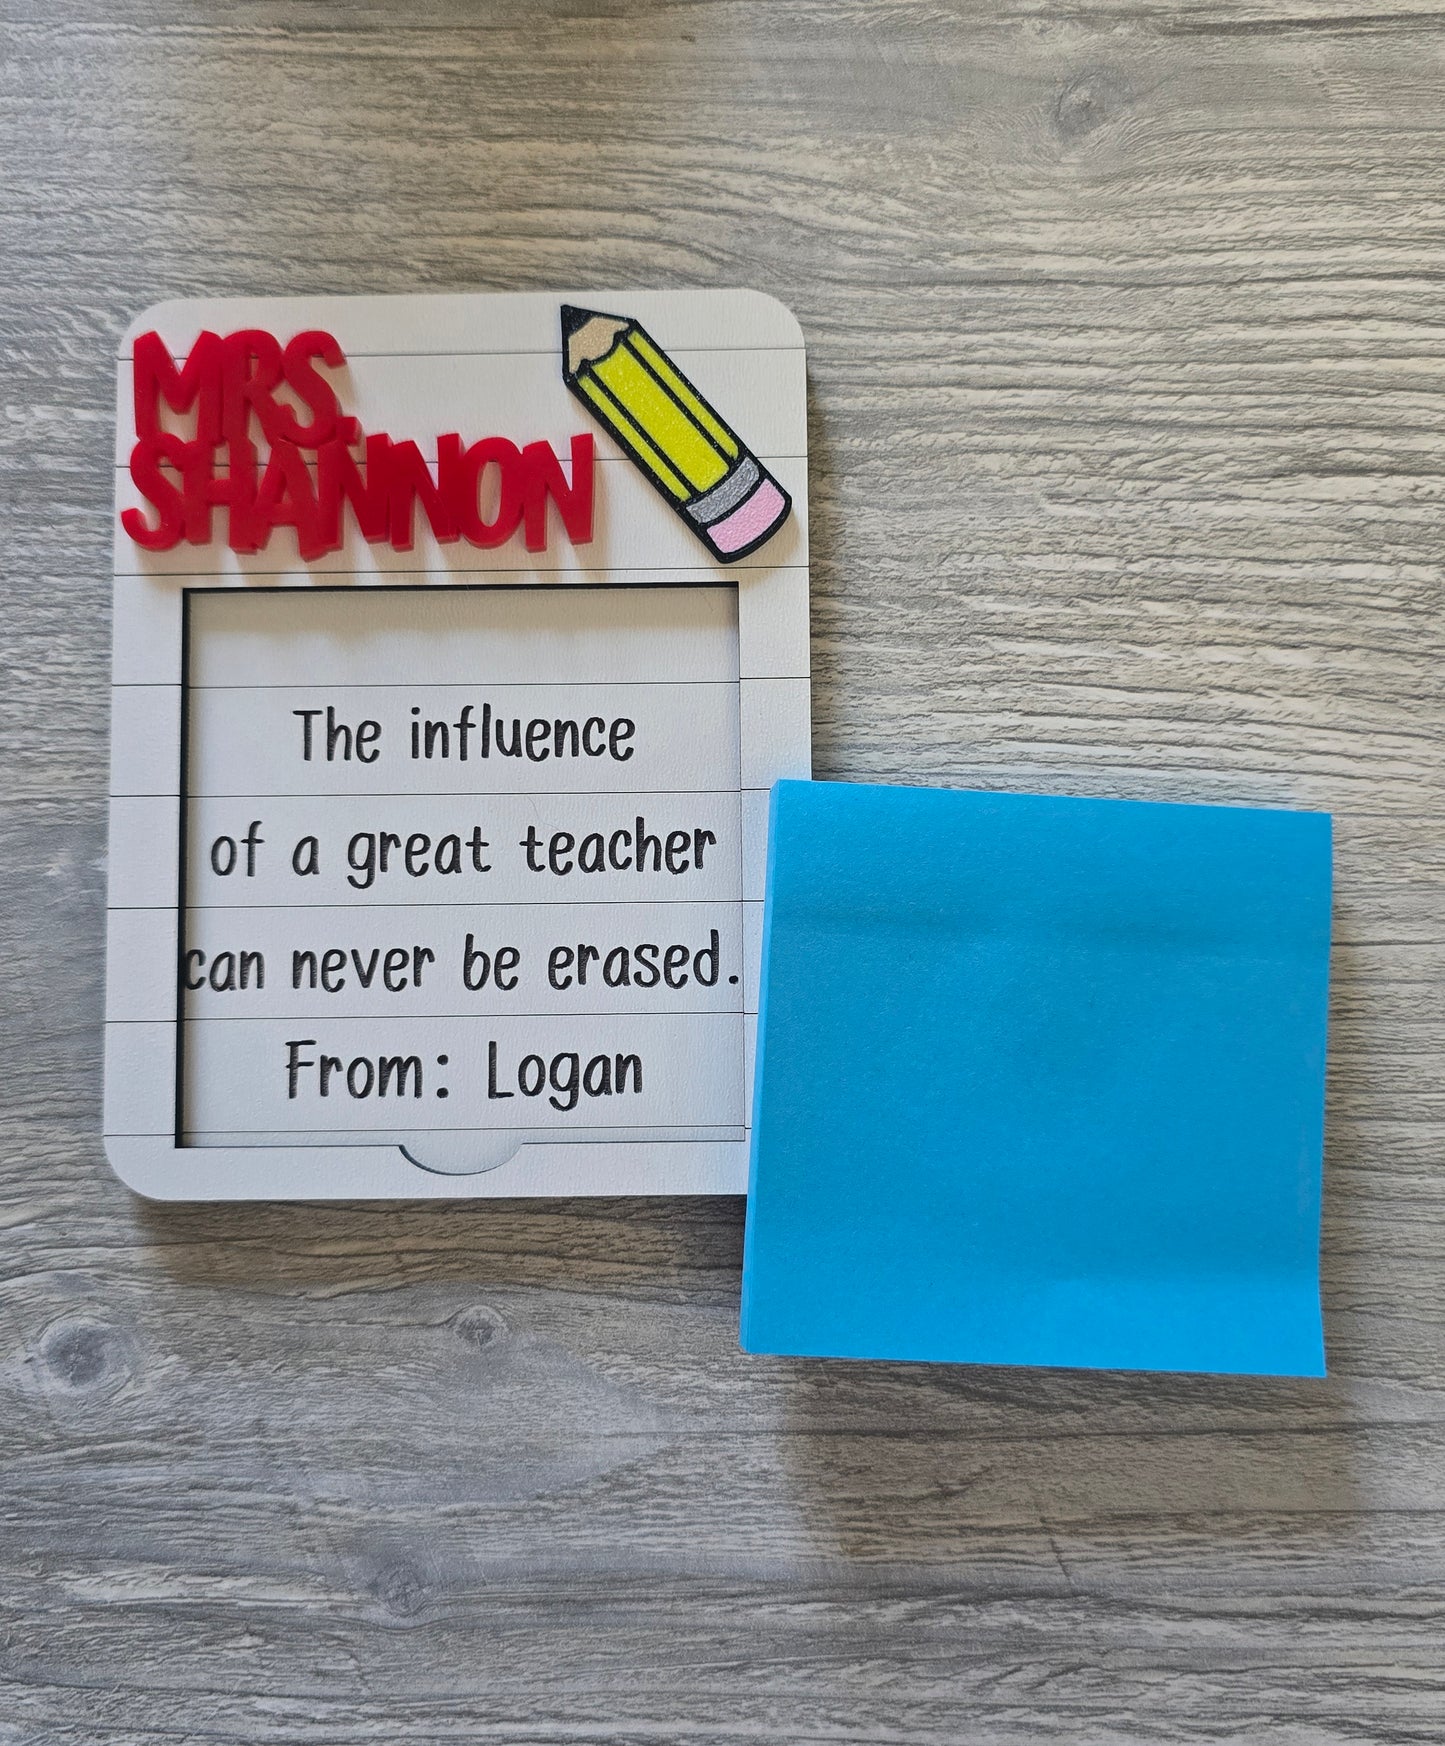 MRS.
SHANNON
The influence
of a great teacher
can never be erased.
From: Logan